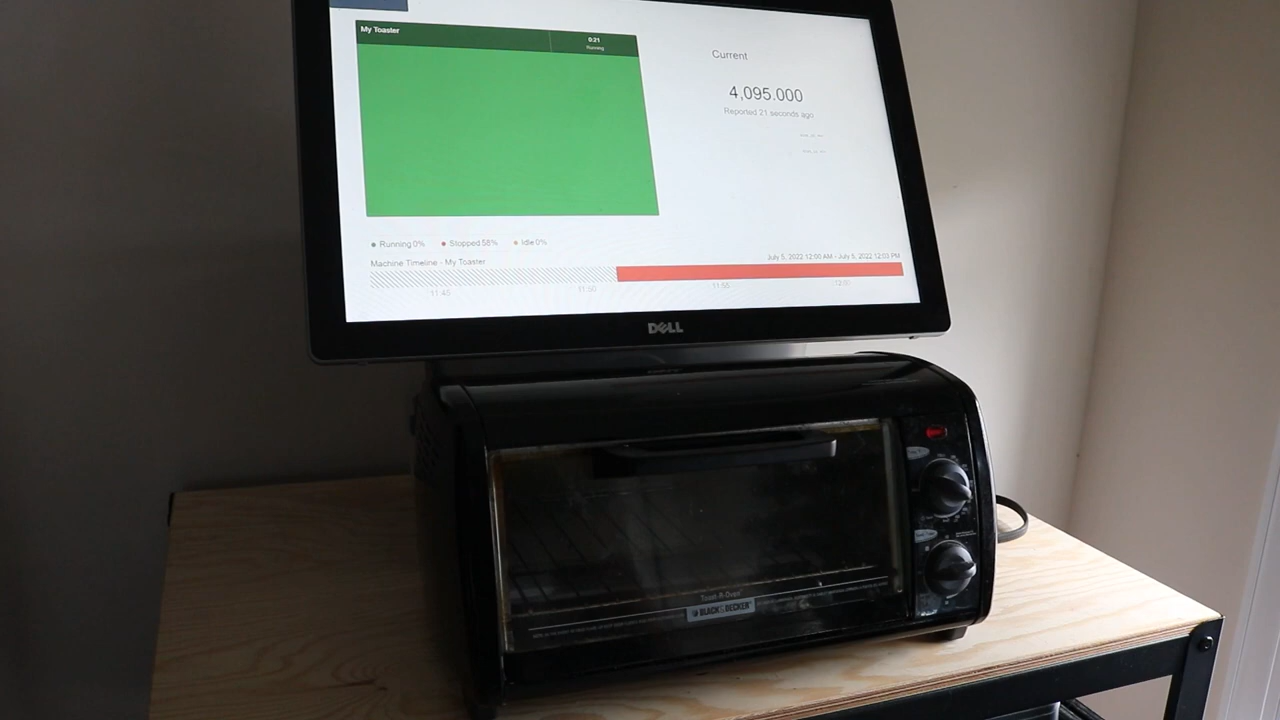 My Toaster
0:21
Running
Current
4,095.000
Reported 21 seconds ago
Running 0%
Stopped 58%
Idle 0%
Machine Timeline - My Toaster
July 5, 2022 12:00 AM - July 5, 2022 12:03 PM
11:45
11:50
11:55
12:00
DELL
Toast-R-Oven
BLACK & DECKER